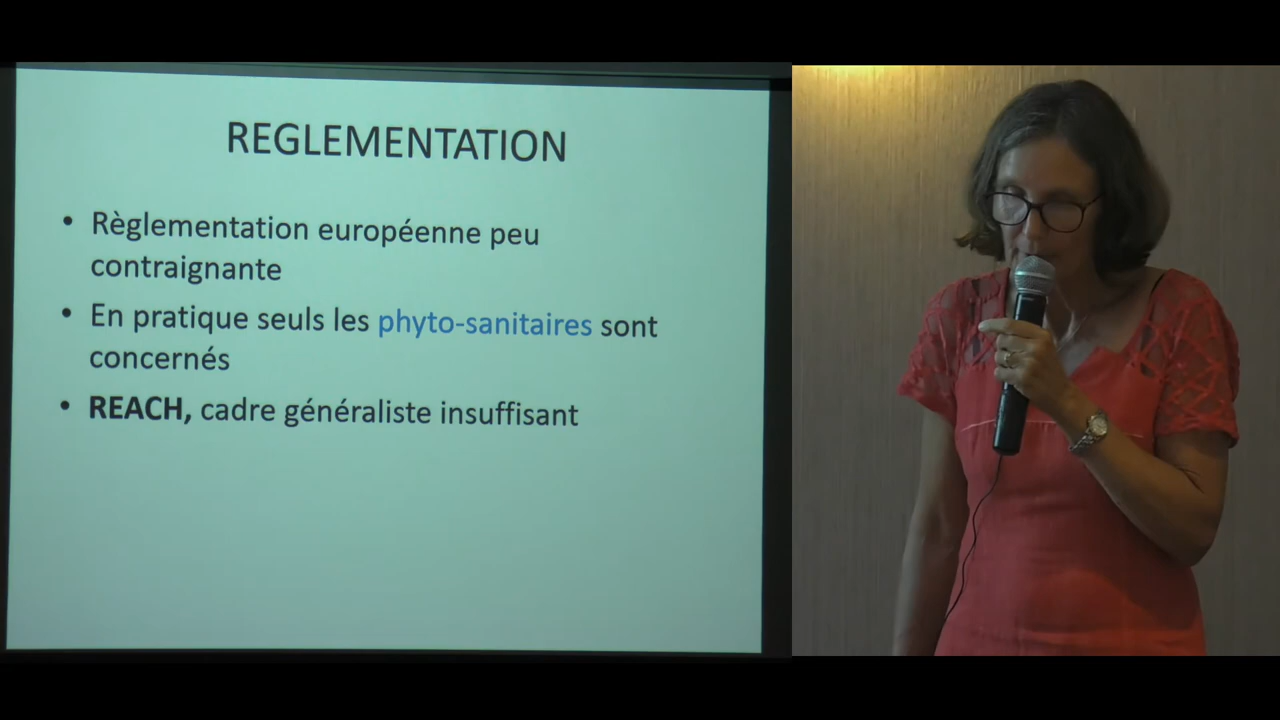 REGLEMENTATION
• Règlementation européenne peu
contraignante
• En pratique seuls les phyto-sanitaires sont
concernés
• REACH, cadre généraliste insuffisant